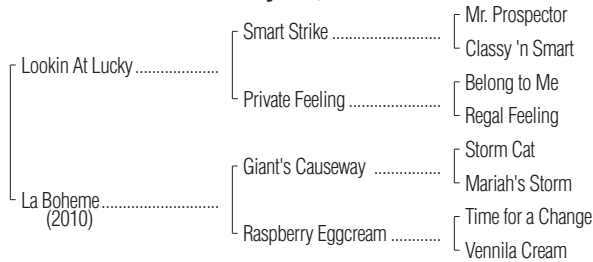 Mr. Prospector
Smart Strike ....................
Classy 'n Smart
Lookin At Lucky ...................
Belong to Me
Private Feeling .....................
Regal Feeling
Storm Cat
Giant's Causeway .................
Mariah's Storm
La Boheme ..........................
(2010)
Time for a Change
Raspberry Eggcream ............
Vennila Cream